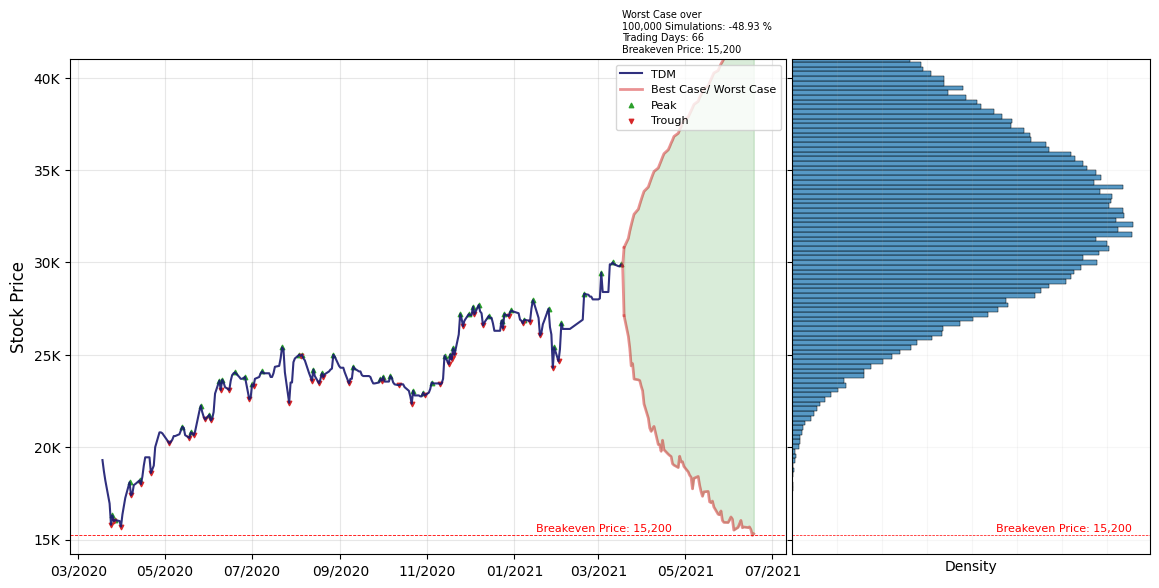 Worst Case over
100,000 Simulations: -48.93 %
Trading Days: 66
Breakeven Price: 15,200
TDM
Best Case/ Worst Case
Peak
Trough
40K
35K
30K
25K
20K
15K
Stock Price
Breakeven Price: 15,200
Breakeven Price: 15,200
03/2020
05/2020
07/2020
09/2020
11/2020
01/2021
03/2021
05/2021
07/2021
Density